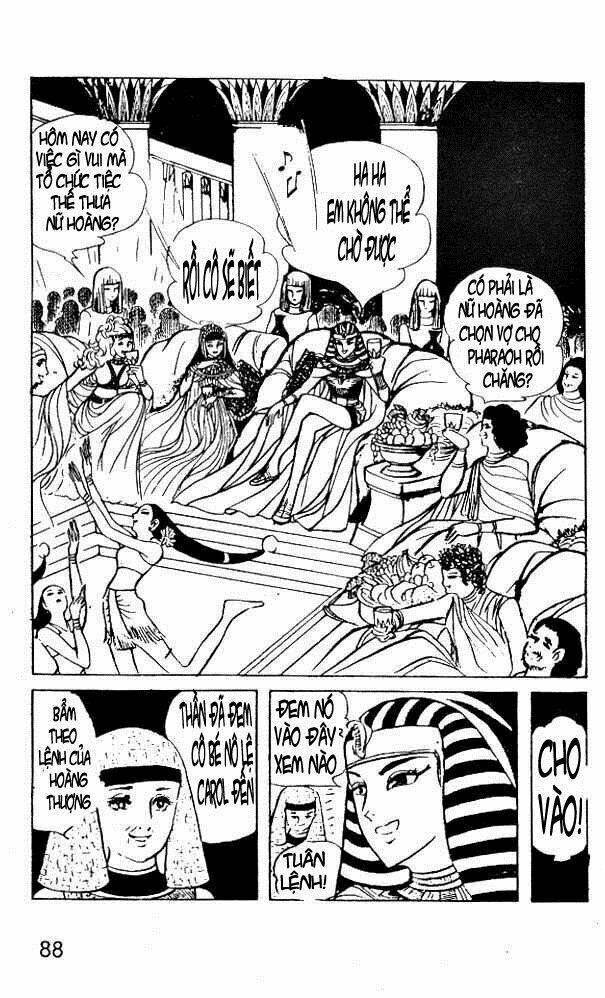 HÔM NAY CÓ
VIỆC GÌ VUI MÀ
TỔ CHỨC TIỆC
THẾ THƯA
NỮ HOÀNG?
RỒI CÔ SẼ BIẾT
HA HA
EM KHÔNG THỂ
CHỜ ĐƯỢC
CÓ PHẢI LÀ
NỮ HOÀNG ĐÃ
CHỌN VỢ CHO
PHARAOH RỒI
CHĂNG?
BẨM
THEO
LỆNH CỦA
HOÀNG
THƯỢNG
THẦN ĐÃ ĐEM
CÔ BÉ NÔ LỆ
CAROL ĐẾN
ĐEM NÓ
VÀO ĐÂY
XEM NÀO
TUÂN
LỆNH!
CHO
VÀO!
88